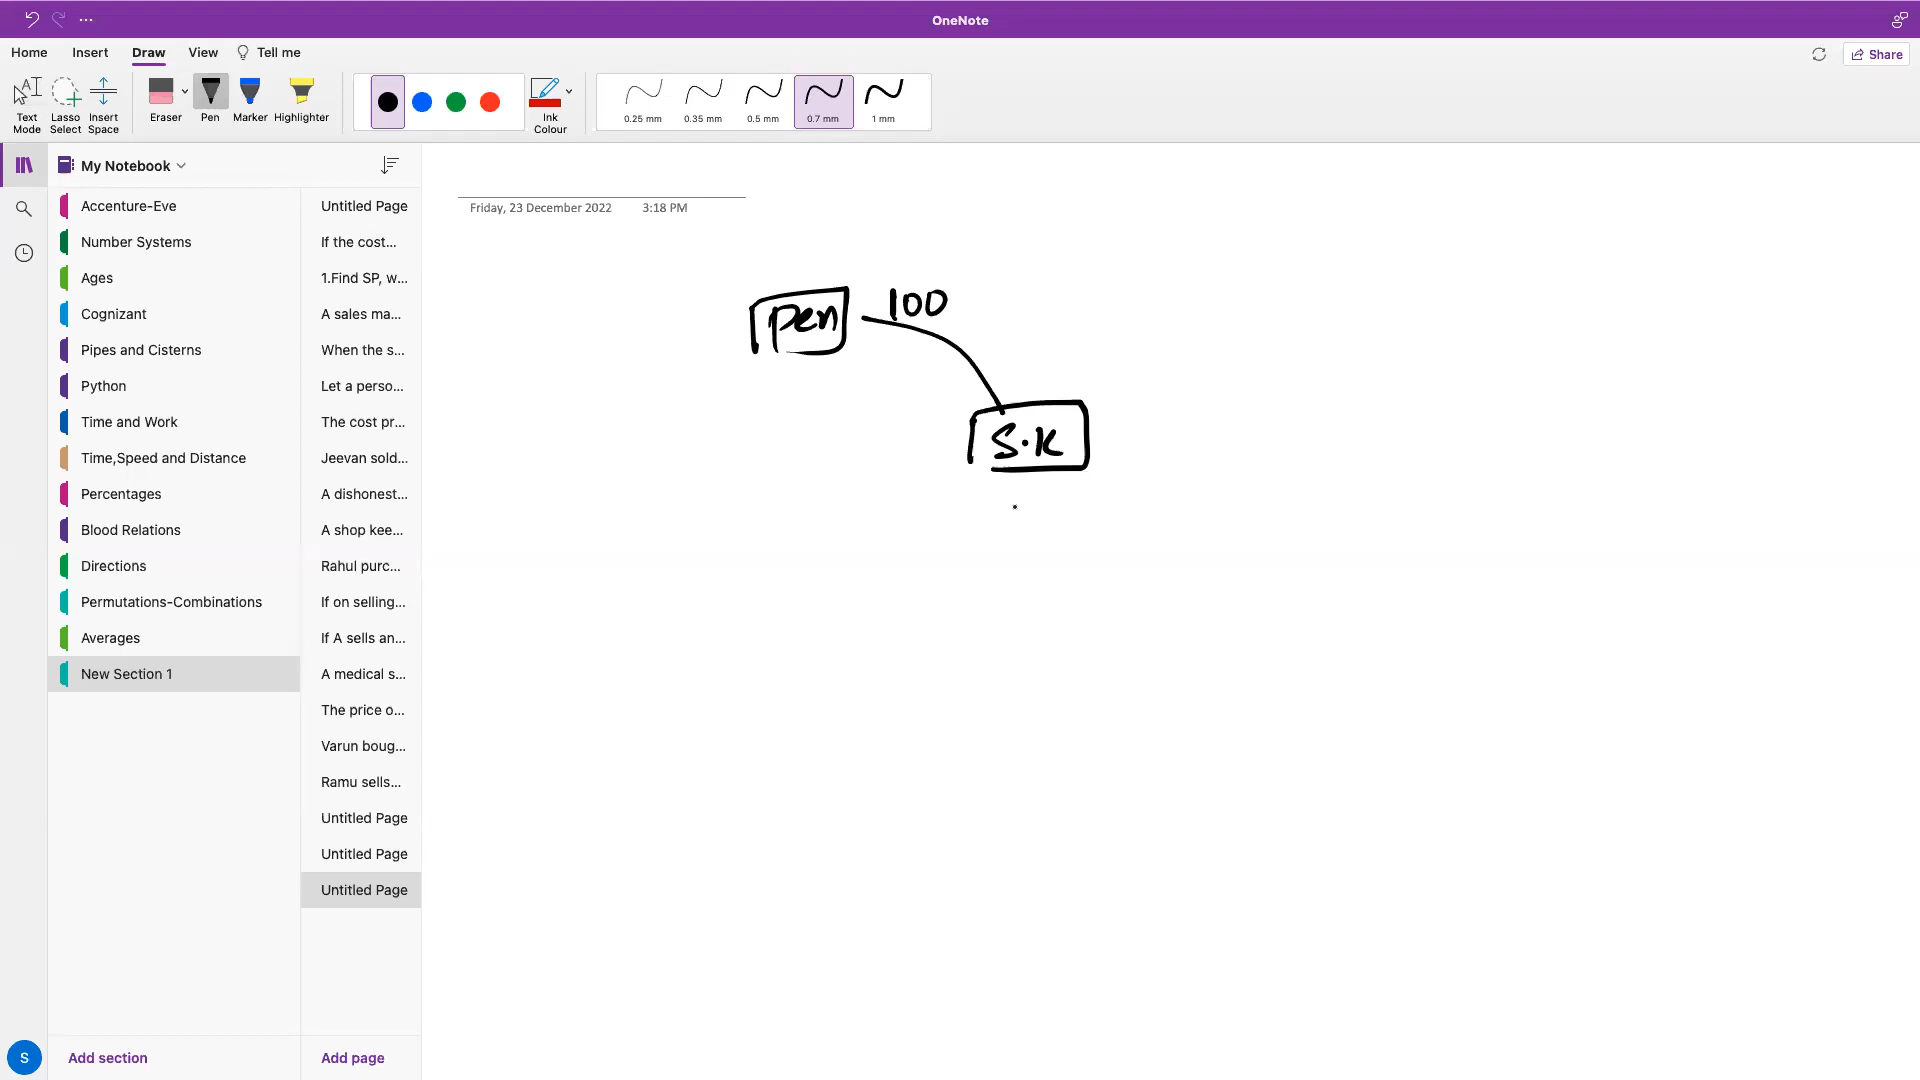 OneNote
Home Insert Draw View Tell me
Share
Text Mode
Lasso Select
Insert Space
Eraser
Pen
Marker
Highlighter
Ink Colour
0.25 mm
0.35 mm
0.5 mm
0.7 mm
1 mm
My Notebook
Accenture-Eve
Number Systems
Ages
Cognizant
Pipes and Cisterns
Python
Time and Work
Time,Speed and Distance
Percentages
Blood Relations
Directions
Permutations-Combinations
Averages
New Section 1
Add section
Untitled Page
If the cost...
1.Find SP, w...
A sales ma...
When the s...
Let a perso...
The cost pr...
Jeevan sold...
A dishonest...
A shop kee...
Rahul purc...
If on selling...
If A sells an...
A medical s...
The price o...
Varun boug...
Ramu sells...
Untitled Page
Untitled Page
Untitled Page
Add page
Friday, 23 December 2022 3:18 PM
Pen 100
S.K
S